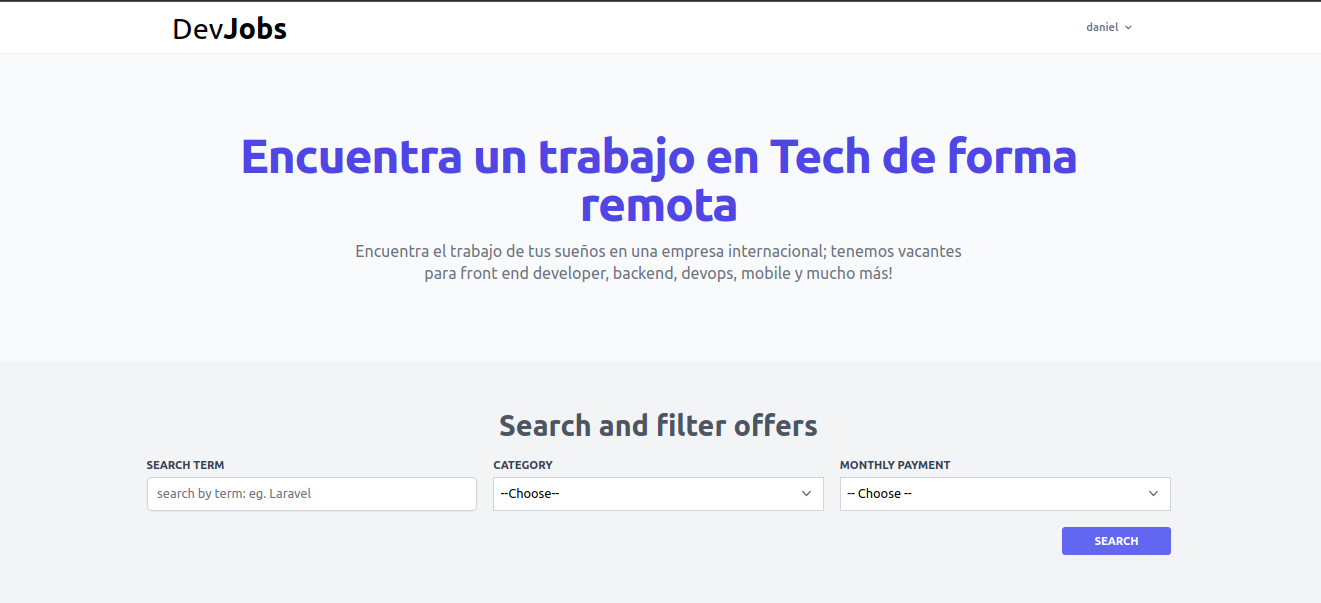 DevJobs
daniel
Encuentra un trabajo en Tech de forma
remota
Encuentra el trabajo de tus sueños en una empresa internacional; tenemos vacantes
para front end developer, backend, devops, mobile y mucho más!
Search and filter offers
SEARCH TERM
CATEGORY
MONTHLY PAYMENT
search by term: eg. Laravel
--Choose--
-- Choose --
SEARCH